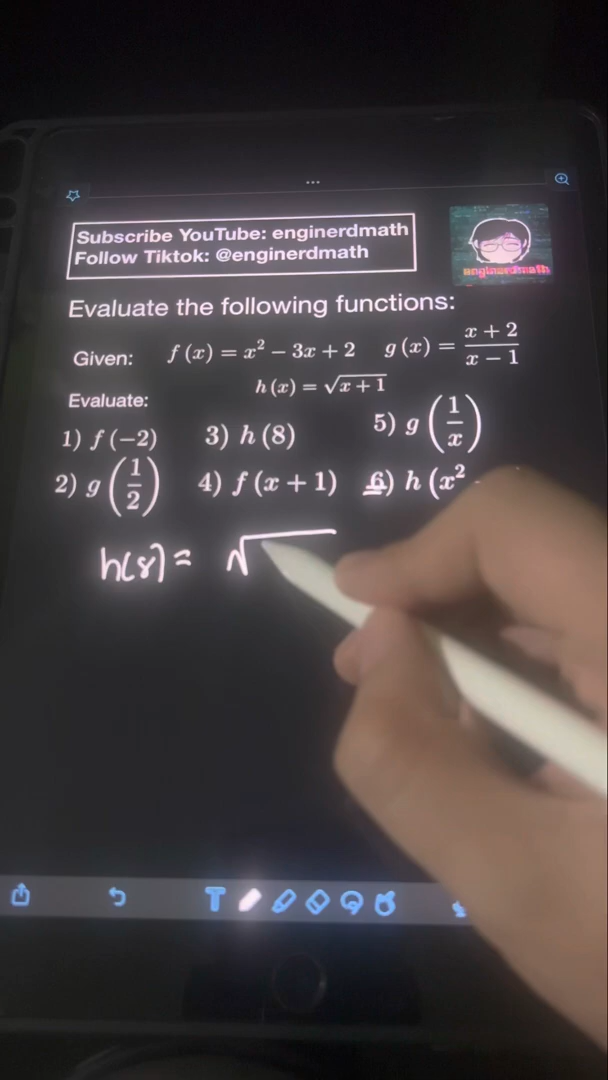 Subscribe YouTube: enginerdmath
Follow Tiktok: @enginerdmath
enginerdmath
Evaluate the following functions:
Given: f(x) = x² − 3x + 2 g(x) = (x + 2)/(x − 1)
h(x) = √(x + 1)
Evaluate:
1) f(−2) 3) h(8) 5) g(1/x)
2) g(1/2) 4) f(x + 1) 6) h(x²
h(8) = √